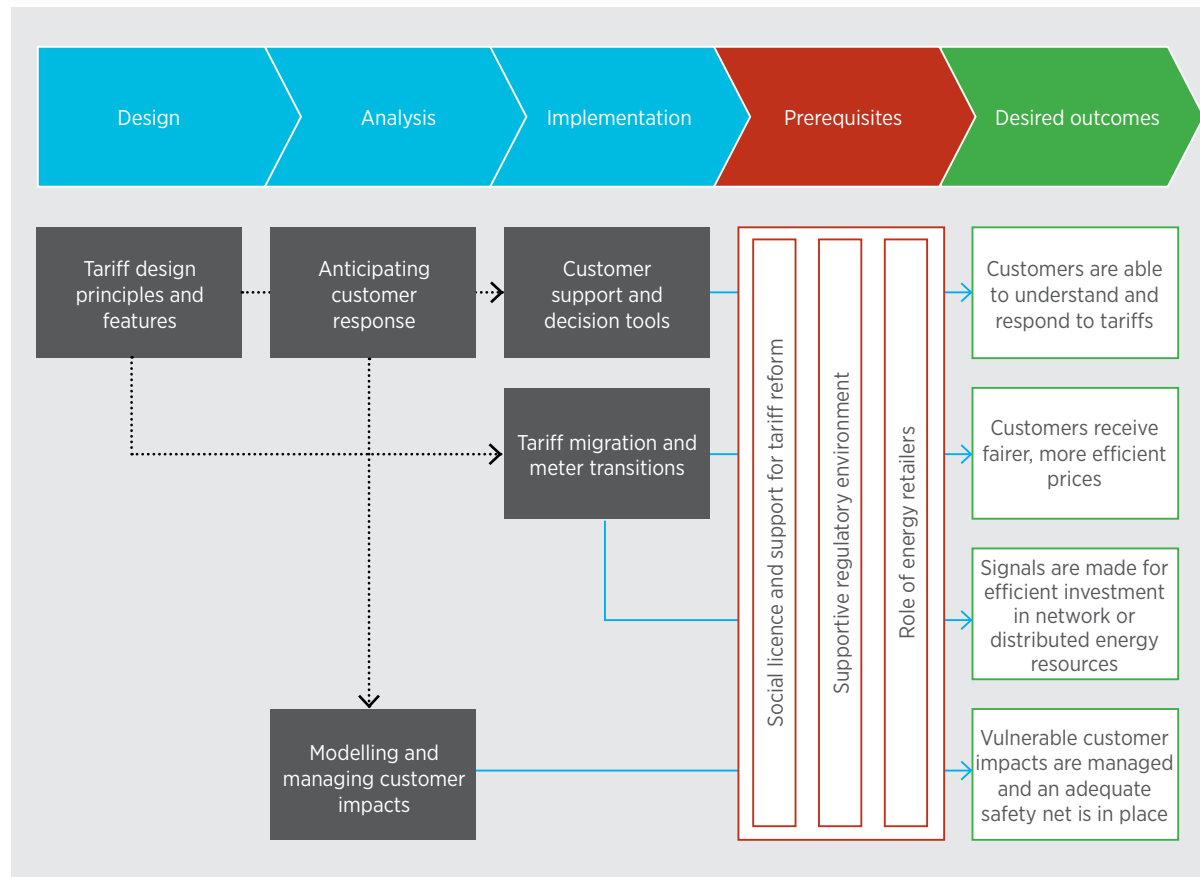 Design
Analysis
Implementation
Prerequisites
Desired outcomes
Tariff design
principles and
features
Anticipating
customer
response
Customer
support and
decision tools
Tariff migration and
meter transitions
Modelling and
managing customer
impacts
Social licence and support for tariff reform
Supportive regulatory environment
Role of energy retailers
Customers are able
to understand and
respond to tariffs
Customers receive
fairer, more efficient
prices
Signals are made for
efficient investment
in network or
distributed energy
resources
Vulnerable customer
impacts are managed
and an adequate
safety net is in place